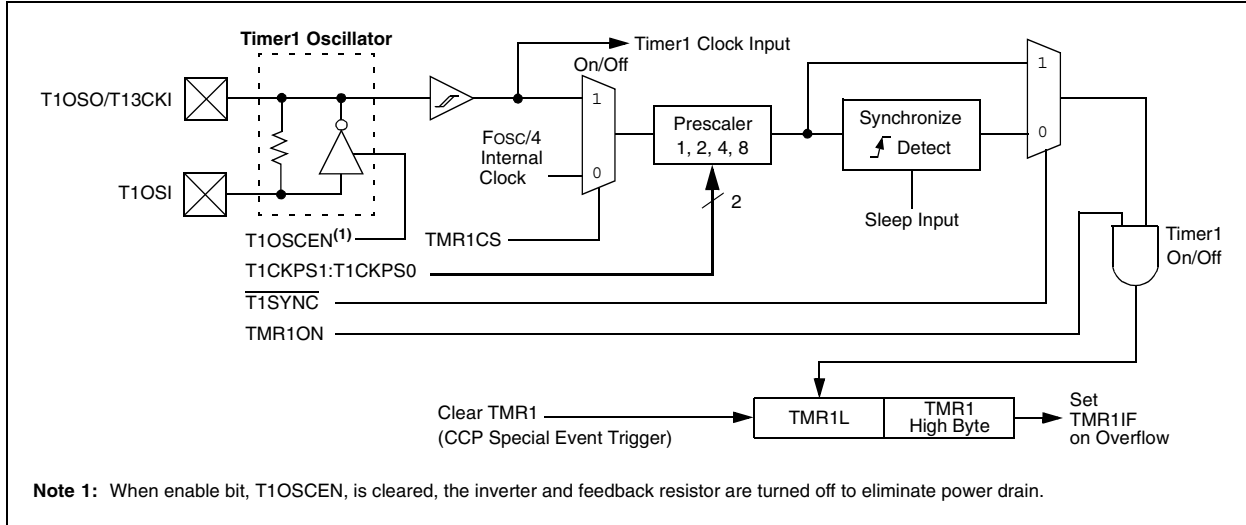 Timer1 Oscillator
Timer1 Clock Input
On/Off
T1OSO/T13CKI
1
1
Prescaler
1, 2, 4, 8
Synchronize
Detect
0
FOSC/4
Internal
Clock
0
T1OSI
2
Sleep Input
T1OSCEN(1)
TMR1CS
Timer1
On/Off
T1CKPS1:T1CKPS0
T1SYNC
TMR1ON
Clear TMR1
(CCP Special Event Trigger)
TMR1L
TMR1
High Byte
Set
TMR1IF
on Overflow
Note 1: When enable bit, T1OSCEN, is cleared, the inverter and feedback resistor are turned off to eliminate power drain.